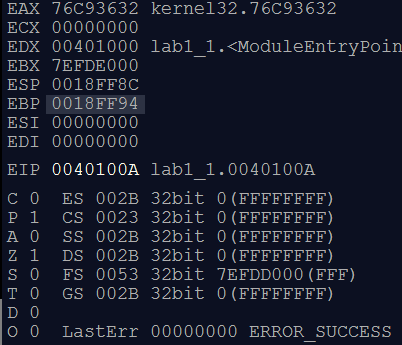 EAX 76C93632 kernel32.76C93632
ECX 00000000
EDX 00401000 lab1_1.<ModuleEntryPoin
EBX 7EFDE000
ESP 0018FF8C
EBP 0018FF94
ESI 00000000
EDI 00000000
EIP 0040100A lab1_1.0040100A
C 0 ES 002B 32bit 0(FFFFFFFF)
P 1 CS 0023 32bit 0(FFFFFFFF)
A 0 SS 002B 32bit 0(FFFFFFFF)
Z 1 DS 002B 32bit 0(FFFFFFFF)
S 0 FS 0053 32bit 7EFDD000(FFF)
T 0 GS 002B 32bit 0(FFFFFFFF)
D 0
O 0 LastErr 00000000 ERROR_SUCCESS